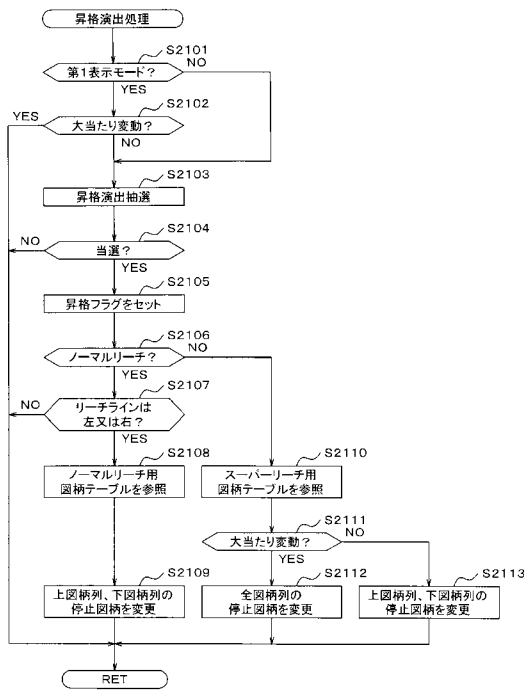 昇格演出処理
S2101
第1表示モード?
NO
YES
S2102
YES
大当たり変動?
NO
S2103
昇格演出抽選
S2104
NO
当選?
YES
S2105
昇格フラグをセット
S2106
ノーマルリーチ?
NO
YES
S2107
NO
リーチラインは
左又は右?
YES
S2108
ノーマルリーチ用
図柄テーブルを参照
S2110
スーパーリーチ用
図柄テーブルを参照
S2111
大当たり変動?
NO
YES
S2109
上図柄列、下図柄列の
停止図柄を変更
S2112
全図柄列の
停止図柄を変更
S2113
上図柄列、下図柄列の
停止図柄を変更
RET